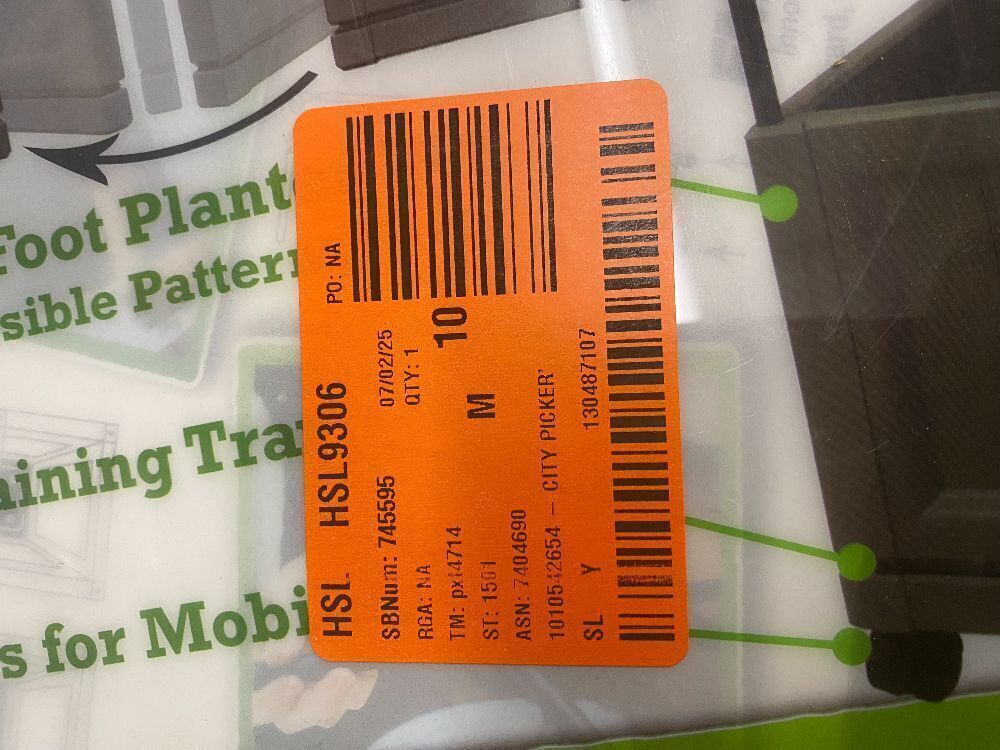 HSL HSL9306 PO: NA
SBNum: 745595 07/02/25
RGA: NA QTY: 1
TM: pxt4714 10
ST: 1501 M
ASN: 7404690
1010542654 – CITY PICKER'
SL Y 130487107
Foot Plante
sible Pattern
aining Tra
s for Mobi